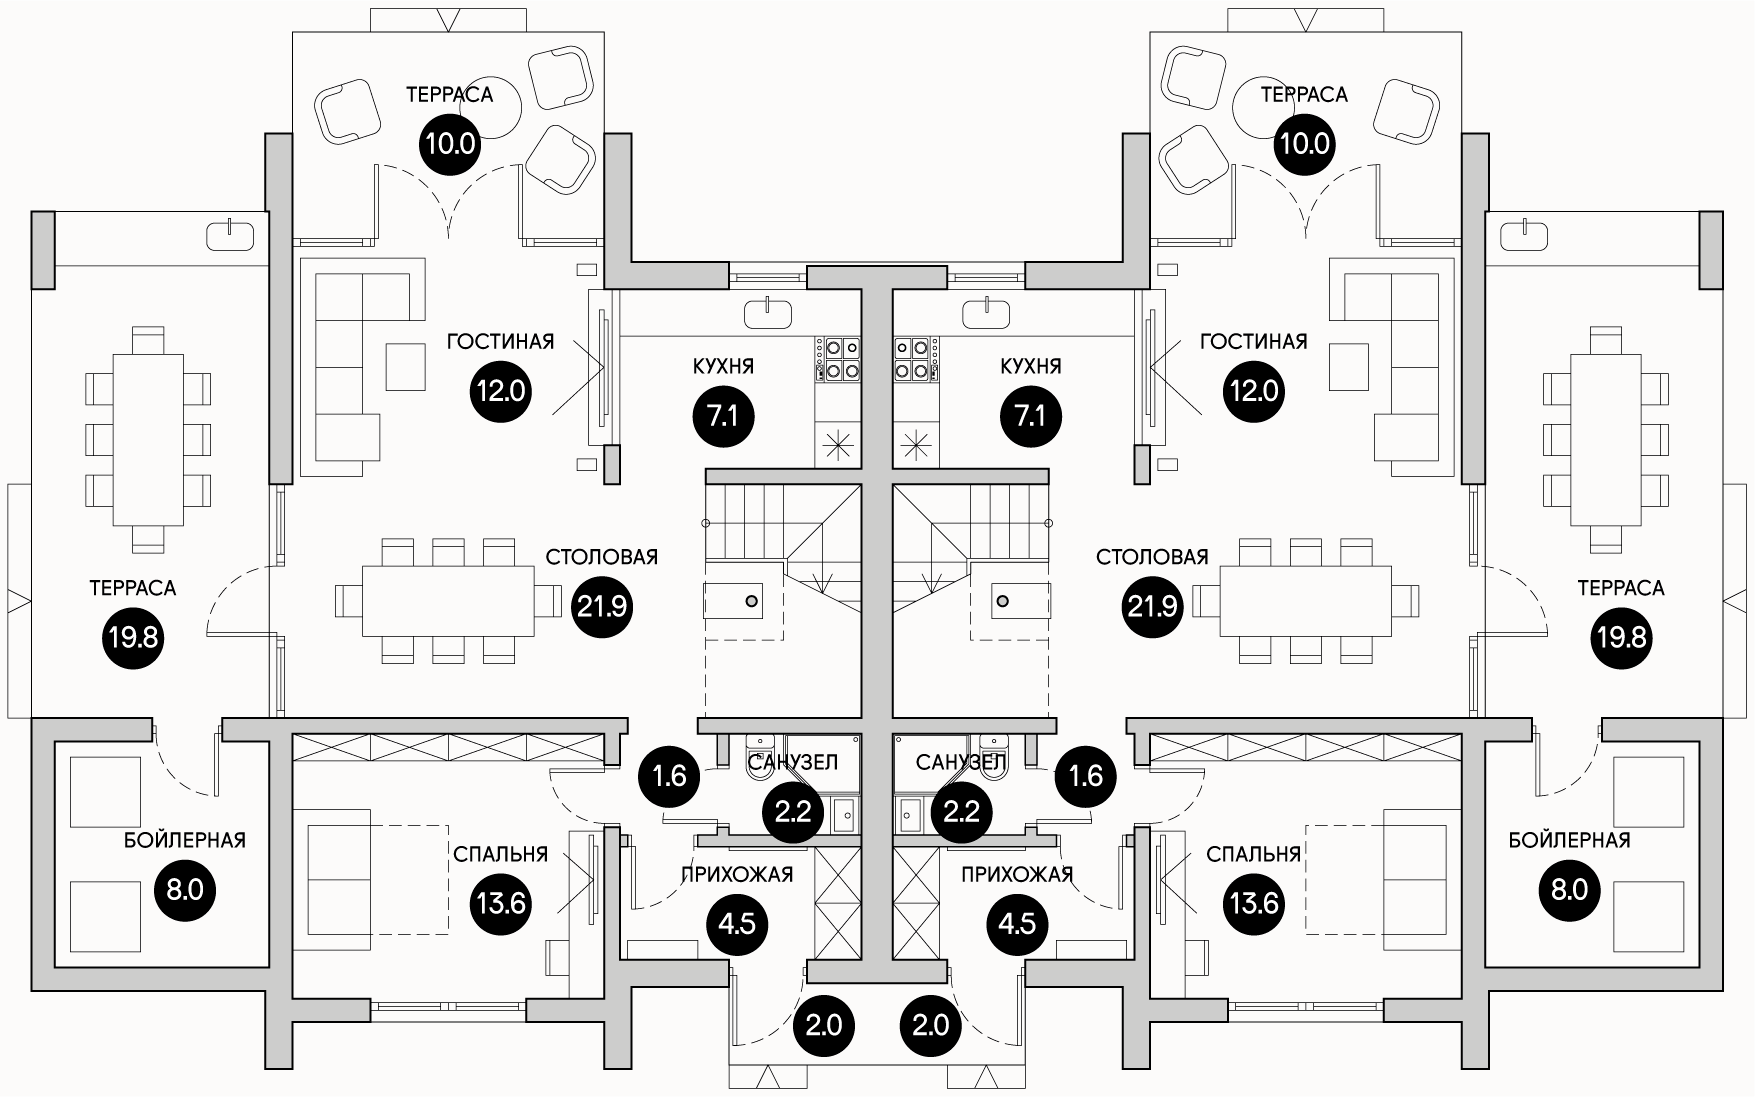 ТЕРРАСА
10.0
ТЕРРАСА
10.0
ГОСТИНАЯ
12.0
КУХНЯ
7.1
КУХНЯ
7.1
ГОСТИНАЯ
12.0
ТЕРРАСА
19.8
СТОЛОВАЯ
21.9
СТОЛОВАЯ
21.9
ТЕРРАСА
19.8
БОЙЛЕРНАЯ
8.0
СПАЛЬНЯ
13.6
1.6
САНУЗЕЛ
2.2
ПРИХОЖАЯ
4.5
2.0
САНУЗЕЛ
2.2
1.6
ПРИХОЖАЯ
4.5
2.0
СПАЛЬНЯ
13.6
БОЙЛЕРНАЯ
8.0